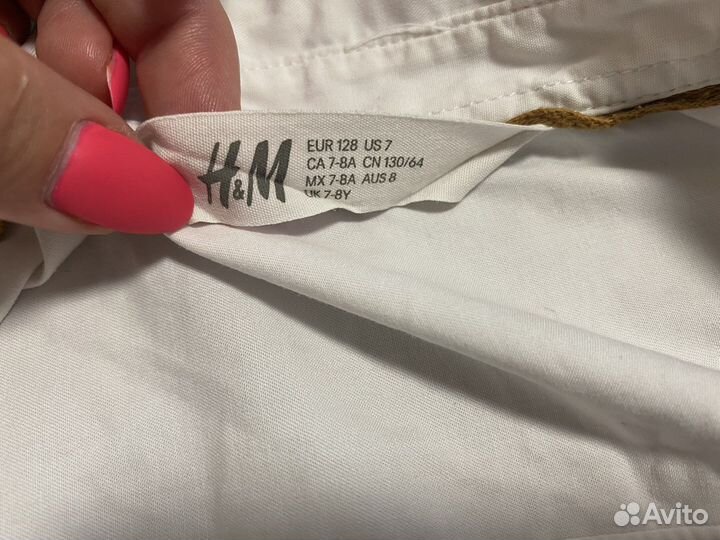 H&M
EUR 128 US 7
CA 7-8A CN 130/64
MX 7-8A AUS 8
UK 7-8Y
Avito